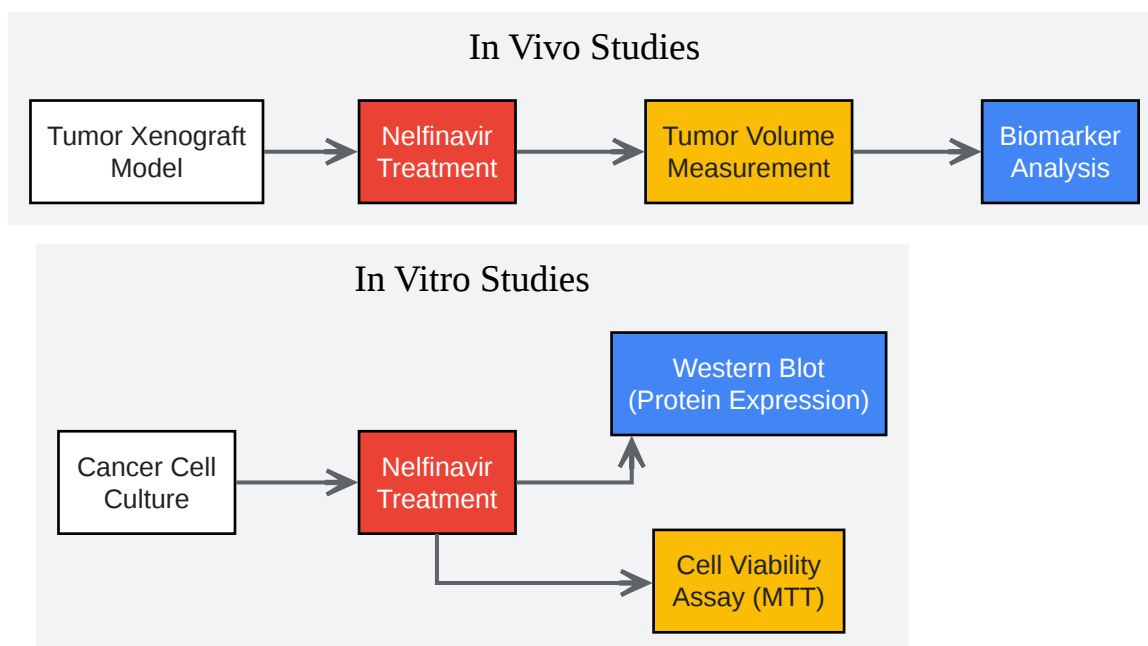 In Vivo Studies
Tumor Xenograft
Model
Nelfinavir
Treatment
Tumor Volume
Measurement
Biomarker
Analysis
In Vitro Studies
Cancer Cell
Culture
Nelfinavir
Treatment
Western Blot
(Protein Expression)
Cell Viability
Assay (MTT)